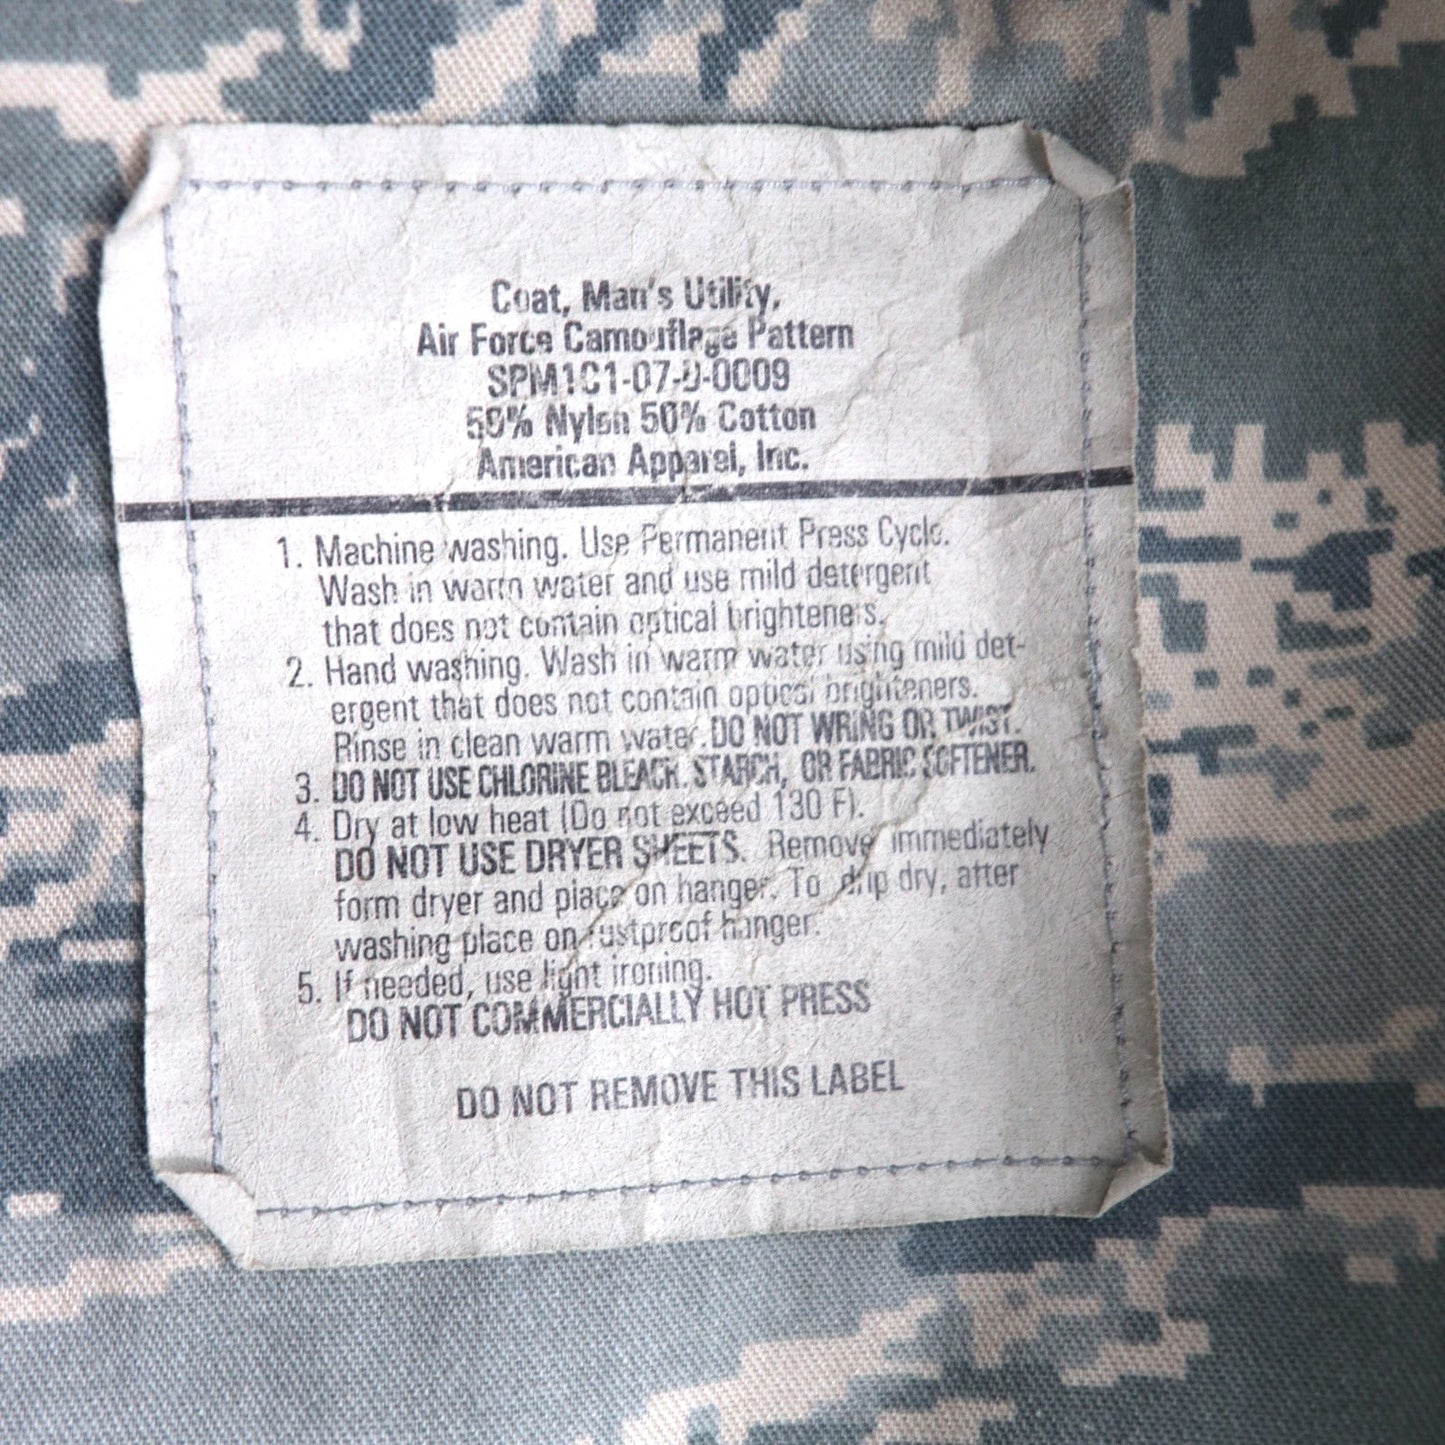 Coat, Man's Utility,
Air Force Camouflage Pattern
SPM1C1-07-D-0009
50% Nylon 50% Cotton
American Apparel, Inc.
1. Machine washing. Use Permanent Press Cycle.
Wash in warm water and use mild detergent
that does not contain optical brighteners.
2. Hand washing. Wash in warm water using mild det-
ergent that does not contain optical brighteners.
Rinse in clean warm water. DO NOT WRING OR TWIST.
3. DO NOT USE CHLORINE BLEACH, STARCH, OR FABRIC SOFTENER.
4. Dry at low heat (Do not exceed 130 F).
DO NOT USE DRYER SHEETS. Remove immediately
form dryer and place on hanger. To drip dry, after
washing place on rustproof hanger.
5. If needed, use light ironing.
DO NOT COMMERCIALLY HOT PRESS
DO NOT REMOVE THIS LABEL